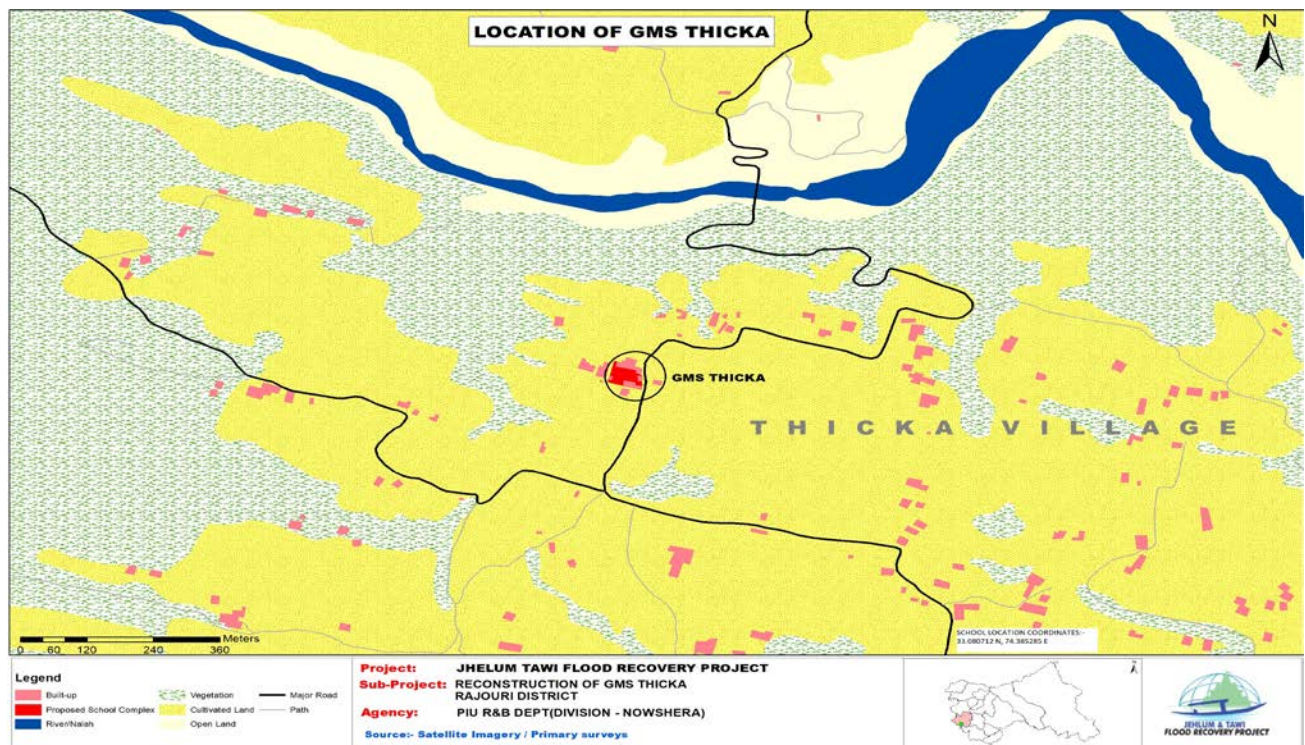 LOCATION OF GMS THICKA
N
GMS THICKA
THICKA VILLAGE
Meters
0 60 120 240 360
SCHOOL LOCATION COORDINATES:-
33.080712 N, 74.385285 E
Legend
Built-up
Proposed School Complex
River/Nalah
Vegetation
Cultivated Land
Open Land
Major Road
Path
Project: JHELUM TAWI FLOOD RECOVERY PROJECT
Sub-Project: RECONSTRUCTION OF GMS THICKA
RAJOURI DISTRICT
Agency: PIU R&B DEPT(DIVISION - NOWSHERA)
Source:- Satellite Imagery / Primary surveys
JEHLUM & TAWI
FLOOD RECOVERY PROJECT